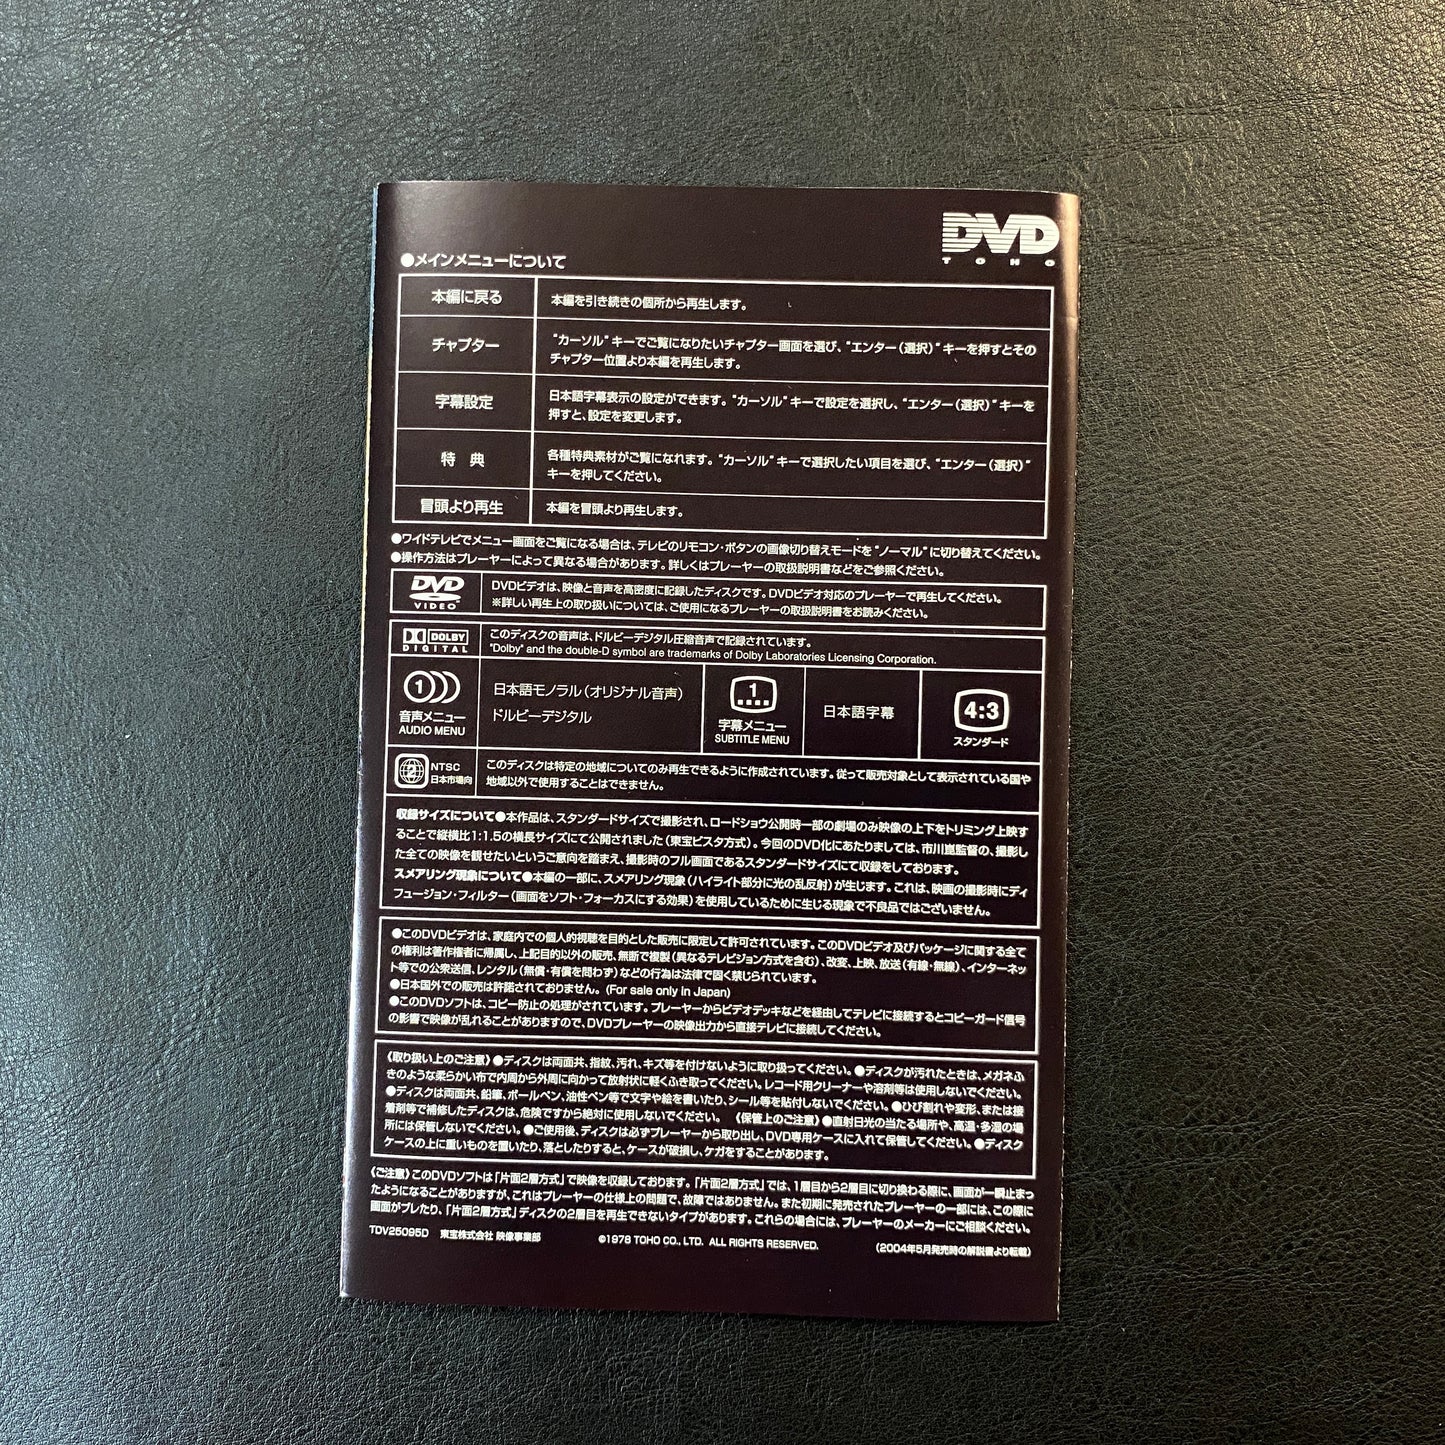 DVD
TOHO
●メインメニューについて
本編に戻る
本編を引き続きの個所から再生します。
チャプター
“カーソル”キーでご覧になりたいチャプター画面を選び、“エンター(選択)”キーを押すとその
チャプター位置より本編を再生します。
字幕設定
日本語字幕表示の設定ができます。“カーソル”キーで設定を選択し、“エンター(選択)”キーを
押すと、設定を変更します。
特 典
各種特典素材がご覧になれます。“カーソル”キーで選択したい項目を選び、“エンター(選択)”
キーを押してください。
冒頭より再生
本編を冒頭より再生します。
●ワイドテレビでメニュー画面をご覧になる場合は、テレビのリモコン・ボタンの画像切り替えモードを“ノーマル”に切り替えてください。
●操作方法はプレーヤーによって異なる場合があります。詳しくはプレーヤーの取扱説明書などをご参照ください。
DVD
VIDEO
DVDビデオは、映像と音声を高密度に記録したディスクです。DVDビデオ対応のプレーヤーで再生してください。
※詳しい再生上の取り扱いについては、ご使用になるプレーヤーの取扱説明書をお読みください。
DOLBY
DIGITAL
このディスクの音声は、ドルビーデジタル圧縮音声で記録されています。
"Dolby" and the double-D symbol are trademarks of Dolby Laboratories Licensing Corporation.
1
音声メニュー
AUDIO MENU
日本語モノラル(オリジナル音声)
ドルビーデジタル
1
字幕メニュー
SUBTITLE MENU
日本語字幕
4:3
スタンダード
2
NTSC
日本市場向
このディスクは特定の地域についてのみ再生できるように作成されています。従って販売対象として表示されている国や
地域以外で使用することはできません。
収録サイズについて●本作品は、スタンダードサイズで撮影され、ロードショウ公開時一部の劇場のみ映像の上下をトリミング上映す
ることで縦横比1:1.5の横長サイズにて公開されました(東宝ビスタ方式)。今回のDVD化にあたりましては、市川崑監督の、撮影し
た全ての映像を観せたいというご意向を踏まえ、撮影時のフル画面であるスタンダードサイズにて収録をしております。
スメアリング現象について●本編の一部に、スメアリング現象(ハイライト部分に光の乱反射)が生じます。これは、映画の撮影時にディ
フュージョン・フィルター(画面をソフト・フォーカスにする効果)を使用しているために生じる現象で不良品ではございません。
●このDVDビデオは、家庭内での個人的視聴を目的とした販売に限定して許可されています。このDVDビデオ及びパッケージに関する全て
の権利は著作権者に帰属し、上記目的以外の販売、無断で複製(異なるテレビジョン方式を含む)、改変、上映、放送(有線・無線)、インターネッ
ト等での公衆送信、レンタル(無償・有償を問わず)などの行為は法律で固く禁じられています。
●日本国外での販売は許諾されておりません。(For sale only in Japan)
●このDVDソフトは、コピー防止の処理がされています。プレーヤーからビデオデッキなどを経由してテレビに接続するとコピーガード信号
の影響で映像が乱れることがありますので、DVDプレーヤーの映像出力から直接テレビに接続してください。
《取り扱い上のご注意》●ディスクは両面共、指紋、汚れ、キズ等を付けないように取り扱ってください。●ディスクが汚れたときは、メガネふ
きのような柔らかい布で内周から外周に向かって放射状に軽くふき取ってください。レコード用クリーナーや溶剤等は使用しないでください。
●ディスクは両面共、鉛筆、ボールペン、油性ペン等で文字や絵を書いたり、シール等を貼付しないでください。●ひび割れや変形、または接
着剤等で補修したディスクは、危険ですから絶対に使用しないでください。《保管上のご注意》●直射日光の当たる場所や、高温・多湿の場
所には保管しないでください。●ご使用後、ディスクは必ずプレーヤーから取り出し、DVD専用ケースに入れて保管してください。●ディスク
ケースの上に重いものを置いたり、落としたりすると、ケースが破損し、ケガをすることがあります。
《ご注意》このDVDソフトは「片面2層方式」で映像を収録しております。「片面2層方式」では、1層目から2層目に切り換わる際に、画面が一瞬止まっ
たようになることがありますが、これはプレーヤーの仕様上の問題で、故障ではありません。また初期に発売されたプレーヤーの一部には、この際に
画面がブレたり、「片面2層方式」ディスクの2層目を再生できないタイプがあります。これらの場合には、プレーヤーのメーカーにご相談ください。
TDV25095D 東宝株式会社 映像事業部 ©1978 TOHO CO., LTD. ALL RIGHTS RESERVED. (2004年5月発売時の解説書より転載)